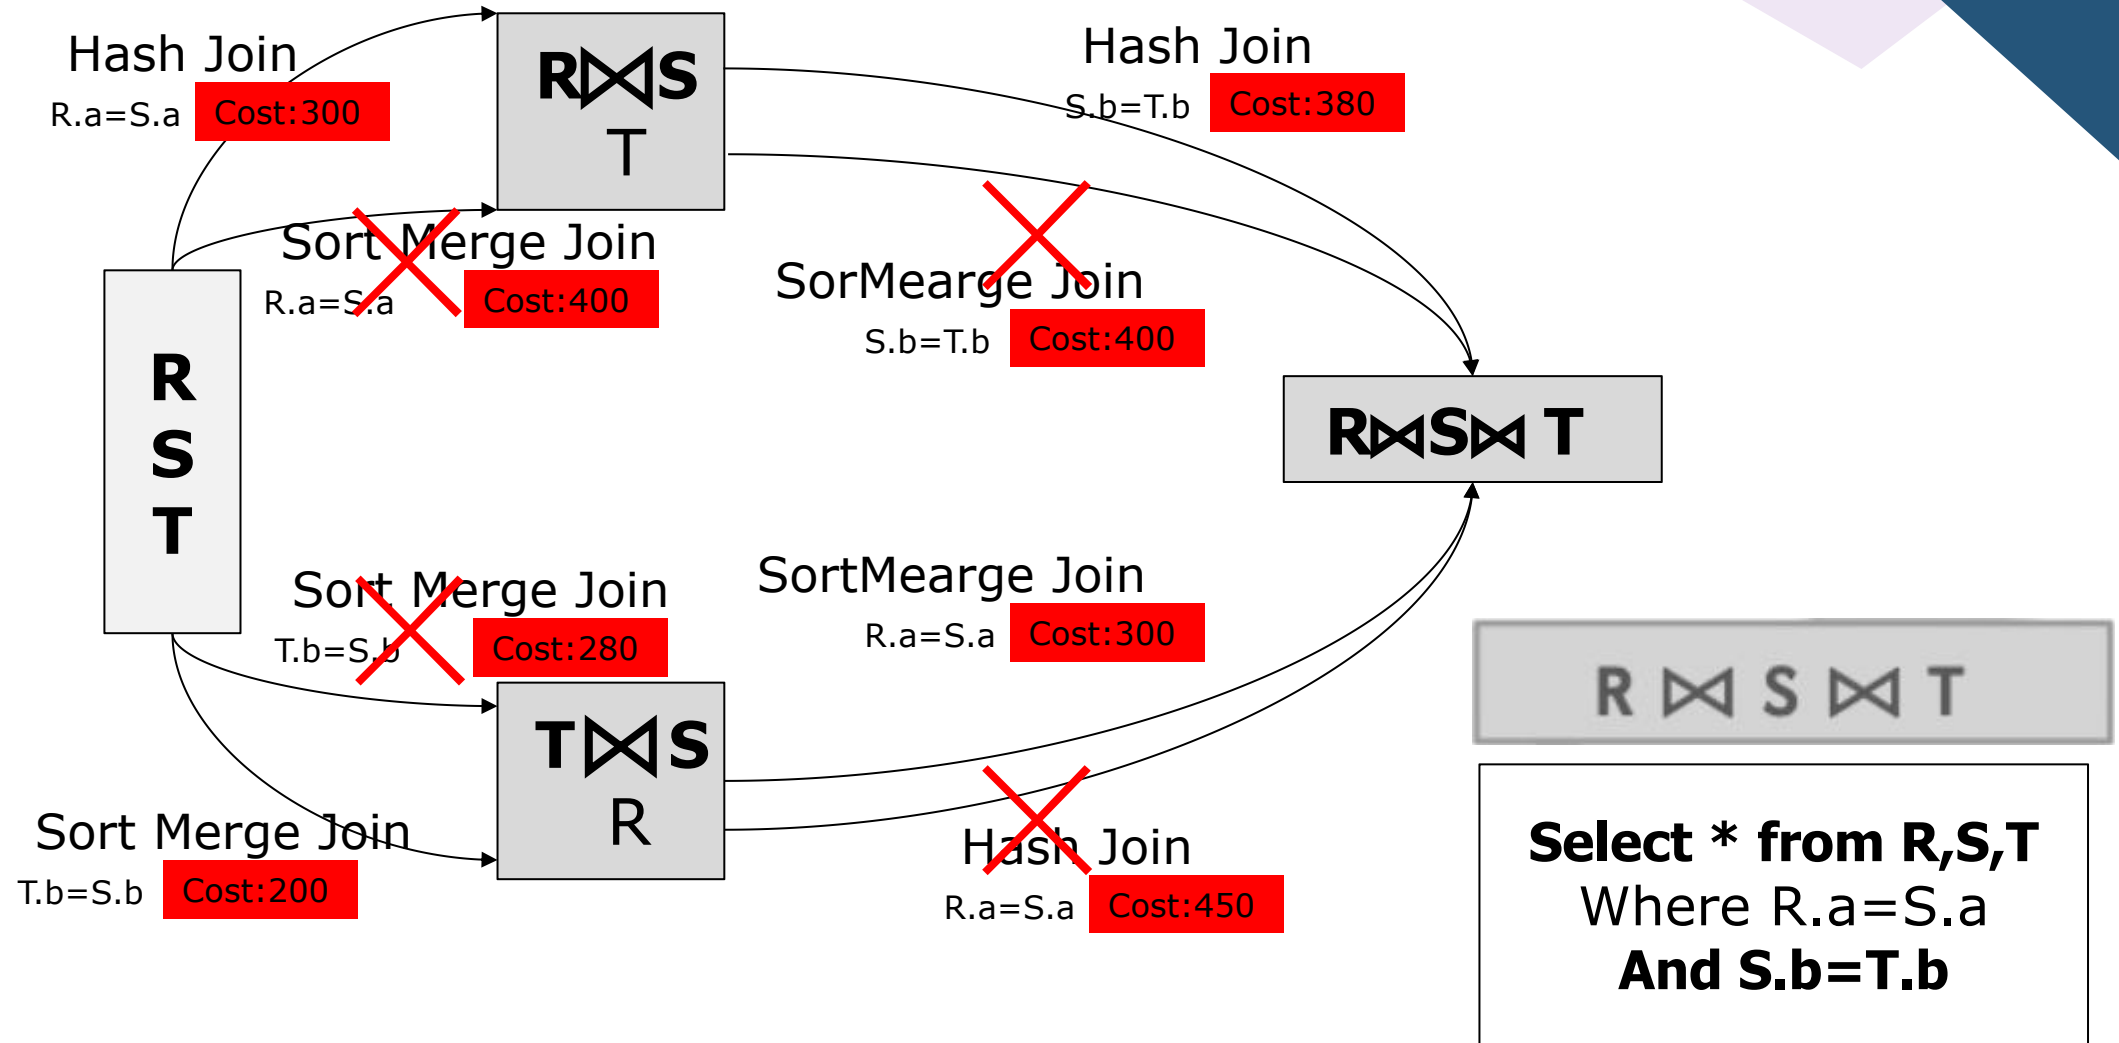 Hash Join
R.a=S.a Cost:300
R⋈S
T
Hash Join
S.b=T.b Cost:380
Sort Merge Join
R.a=S.a Cost:400
SorMearge Join
S.b=T.b Cost:400
R
S
T
R⋈S⋈ T
Sort Merge Join
T.b=S.b Cost:280
SortMearge Join
R.a=S.a Cost:300
R ⋈ S ⋈ T
T⋈S
R
Sort Merge Join
T.b=S.b Cost:200
Hash Join
R.a=S.a Cost:450
Select * from R,S,T
Where R.a=S.a
And S.b=T.b